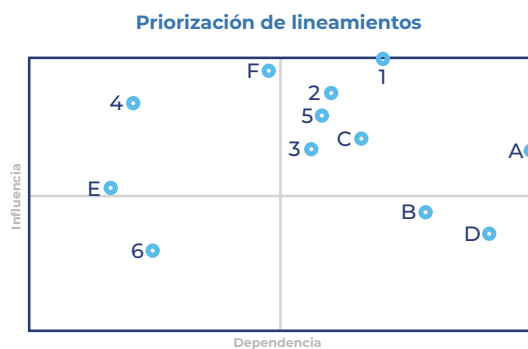 Priorización de lineamientos
F
1
2
4
5
C
3
A
E
B
D
6
Influencia
Dependencia